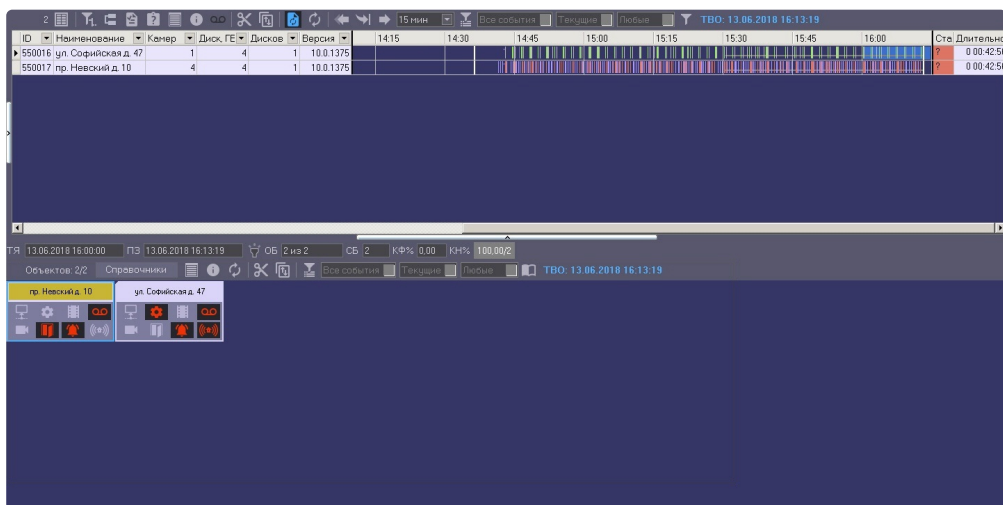 2 15 мин Все события Текущие Любые ТВО: 13.06.2018 16:13:19
ID Наименование Камер Диск, ГБ Дисков Версия 14:15 14:30 14:45 15:00 15:15 15:30 15:45 16:00 Ста Длительно
550016 ул. Софийская д. 47 1 4 1 10.0.1375 ? 0 00:42:50
550017 пр. Невский д. 10 4 4 1 10.0.1375 ? 0 00:42:50
ТЯ 13.06.2018 16:00:00 ПЗ 13.06.2018 16:13:19 ОБ 2 из 2 СБ 2 КФ% 0,00 КН% 100,00/2
Объектов: 2/2 Справочники Все события Текущие Любые ТВО: 13.06.2018 16:13:19
пр. Невский д. 10 ул. Софийская д. 47